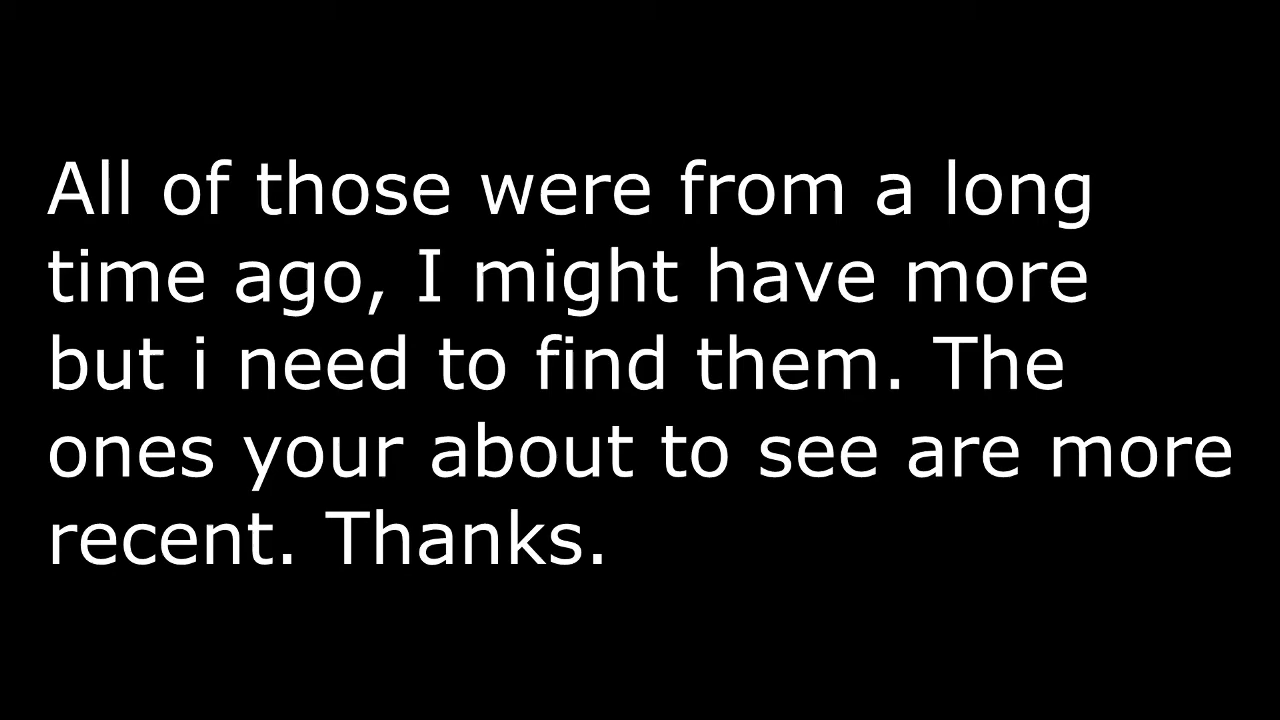 All of those were from a long
time ago, I might have more
but i need to find them. The
ones your about to see are more
recent. Thanks.